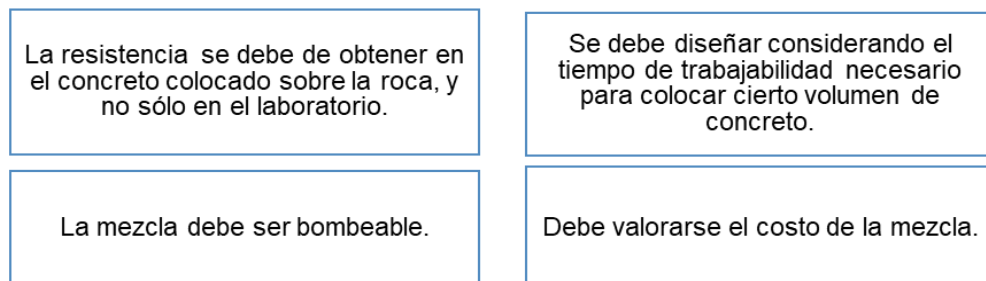 La resistencia se debe de obtener en
el concreto colocado sobre la roca, y
no sólo en el laboratorio.
Se debe diseñar considerando el
tiempo de trabajabilidad necesario
para colocar cierto volumen de
concreto.
La mezcla debe ser bombeable.
Debe valorarse el costo de la mezcla.